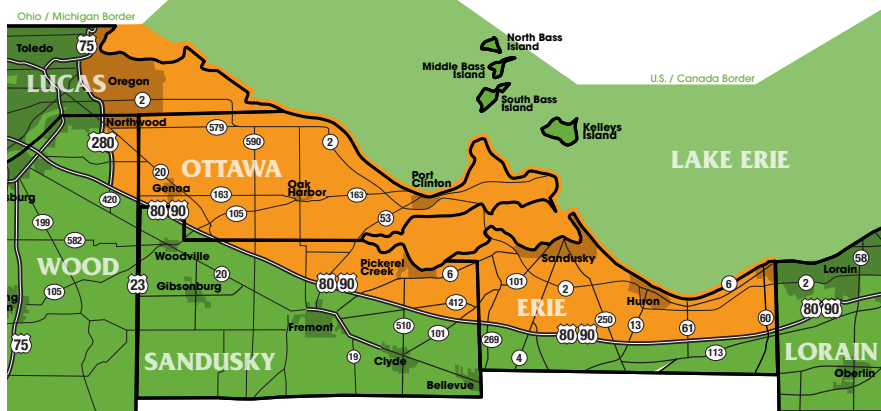 Ohio / Michigan Border
75
Toledo
LUCAS
Oregon
2
Northwood
280
579
590
2
OTTAWA
20
Genoa
163
Oak
Harbor
163
105
Port
Clinton
53
North Bass
Island
Middle Bass
Island
South Bass
Island
Kelleys
Island
U.S. / Canada Border
LAKE ERIE
sburg
420
80 90
199
582
WOOD
105
75
23
Woodville
20
Gibsonburg
80 90
Pickerel
Creek
6
412
Fremont
510
101
19
Clyde
SANDUSKY
Bellevue
Sandusky
101
2
ERIE
Huron
6
250
13
61
60
80 90
269
4
113
58
Lorain
2
80 90
LORAIN
Oberlin